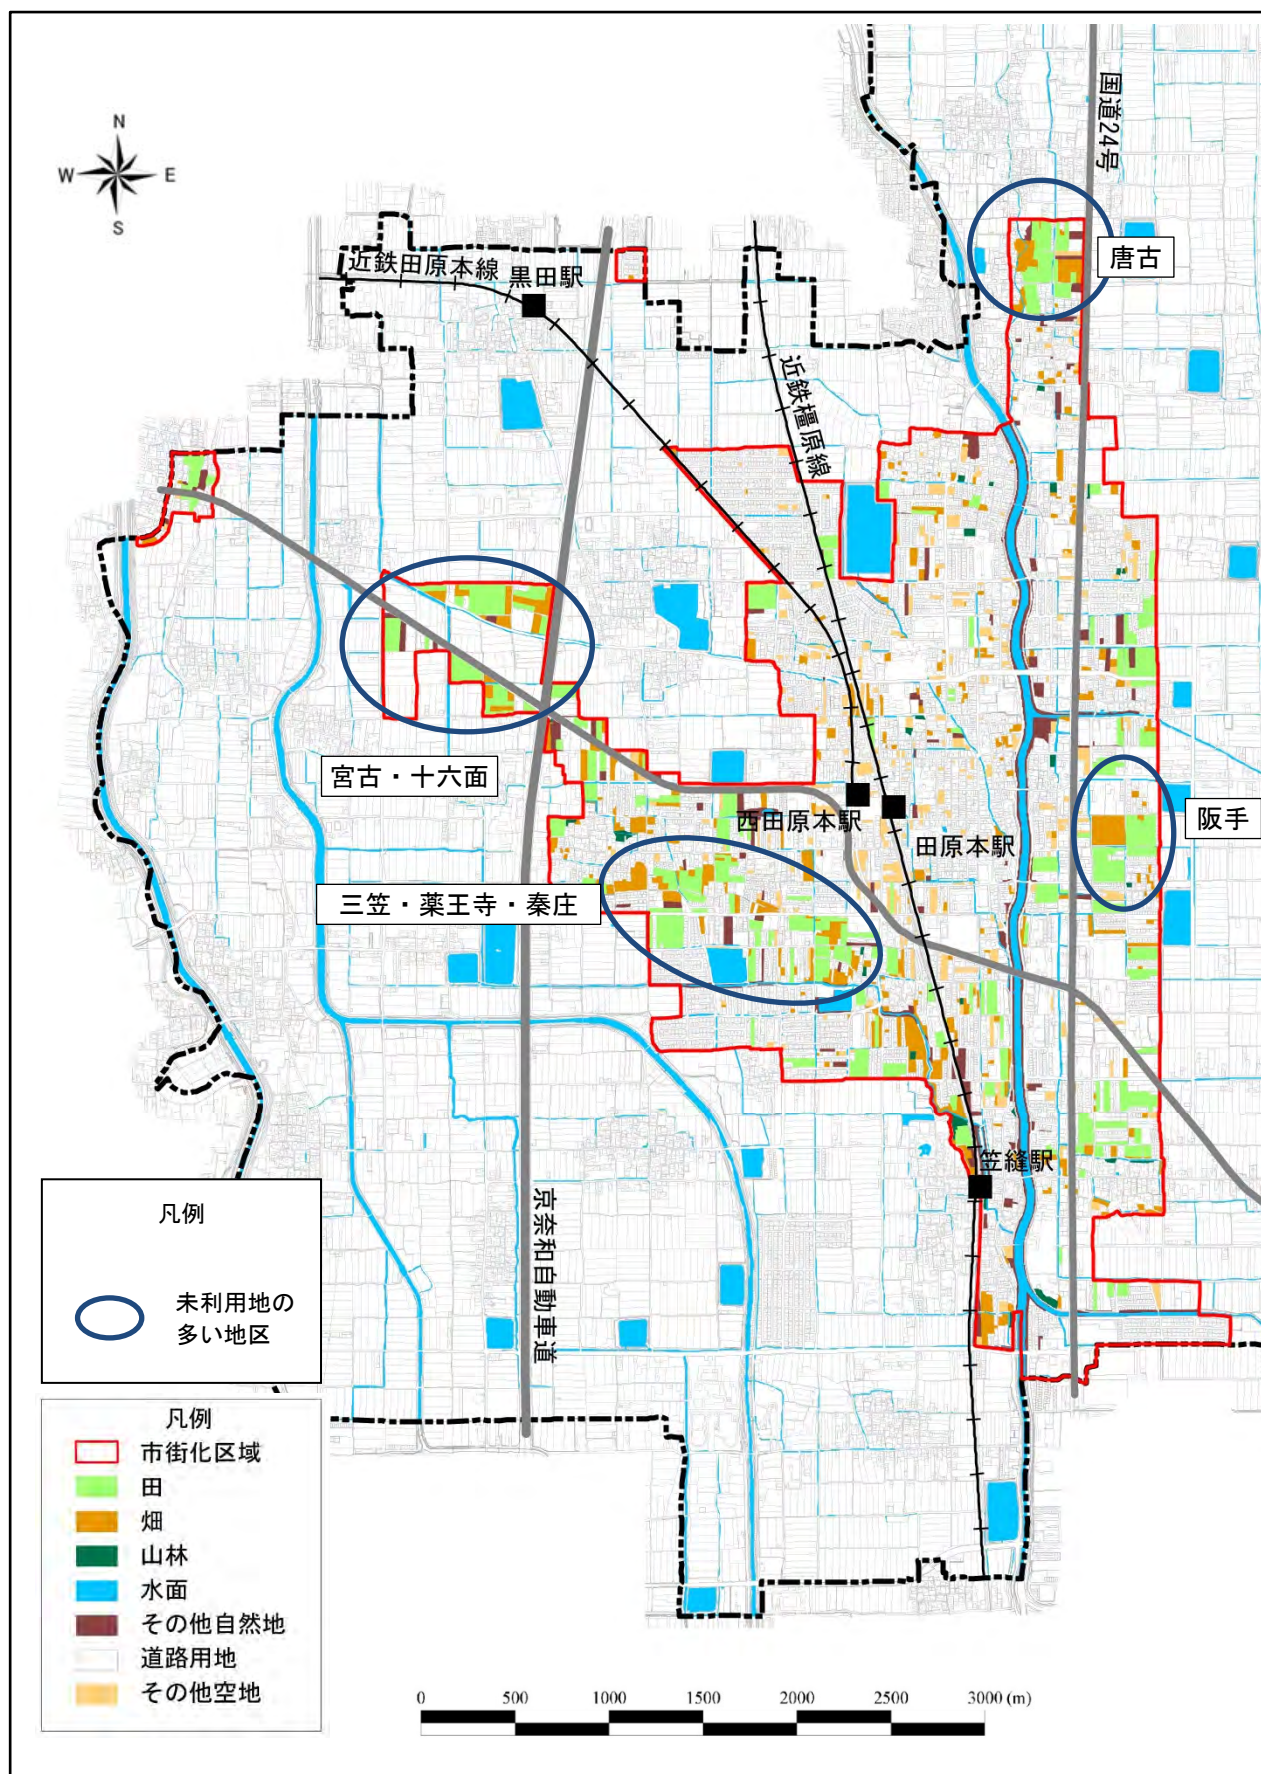 国道24号
N
W
E
S
唐古
近鉄田原本線
黒田駅
近鉄橿原線
宮古・十六面
西田原本駅
田原本駅
阪手
三笠・薬王寺・秦庄
笠縫駅
京奈和自動車道
凡例
未利用地の
多い地区
凡例
市街化区域
田
畑
山林
水面
その他自然地
道路用地
その他空地
0 500 1000 1500 2000 2500 3000 (m)